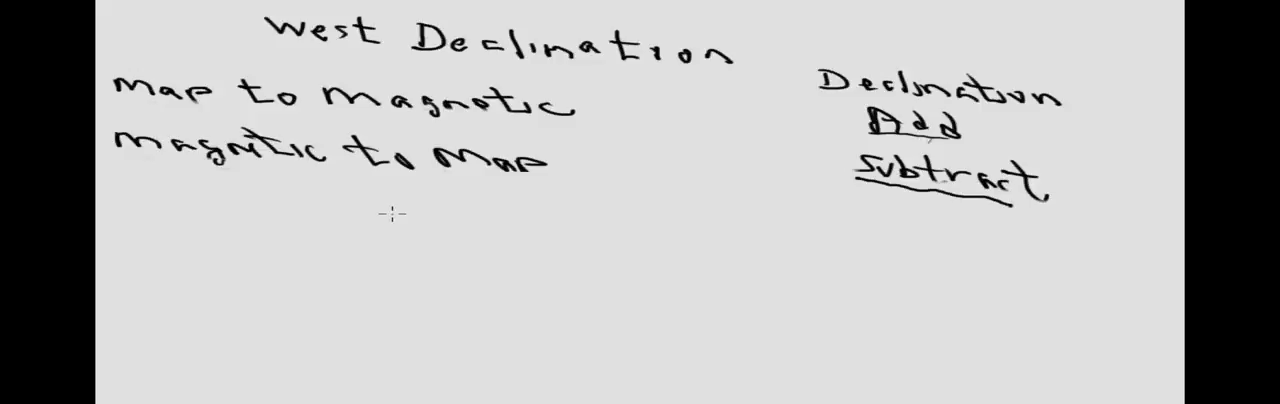 West Declination
Map to Magnetic
Magnetic to Map
Declination
Add
Subtract